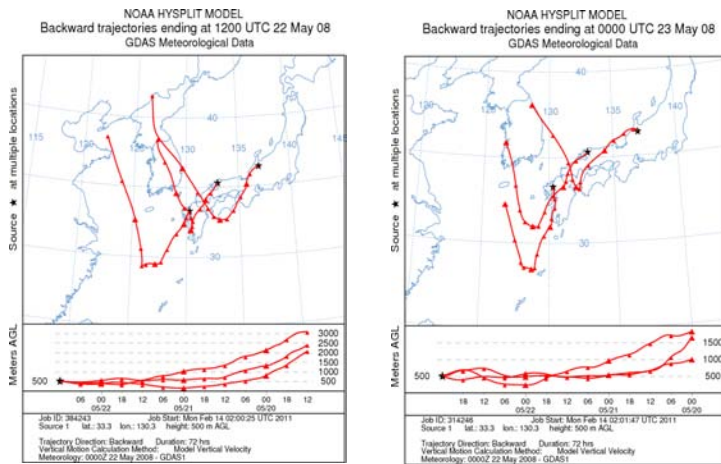 NOAA HYSPLIT MODEL
Backward trajectories ending at 1200 UTC 22 May 08
GDAS Meteorological Data
Source ★ at multiple locations
115
120
130
40
135
140
145
30
Meters AGL
500
3000
2500
2000
1500
1000
500
06 00 18 12 06 00 18 12 06 00 18 12
05/22 05/21 05/20
Job ID: 384243 Job Start: Mon Feb 14 02:00:25 UTC 2011
Source 1 lat.: 33.3 lon.: 130.3 height: 500 m AGL
Trajectory Direction: Backward Duration: 72 hrs
Vertical Motion Calculation Method: Model Vertical Velocity
Meteorology: 0000Z 22 May 2008 - GDAS1
NOAA HYSPLIT MODEL
Backward trajectories ending at 0000 UTC 23 May 08
GDAS Meteorological Data
Source ★ at multiple locations
120
40
130
135
140
30
Meters AGL
500
1500
1000
500
18 12 06 00 18 12 06 00 18 12 06 00
05/22 05/21 05/20
Job ID: 314246 Job Start: Mon Feb 14 02:01:47 UTC 2011
Source 1 lat.: 33.3 lon.: 130.3 height: 500 m AGL
Trajectory Direction: Backward Duration: 72 hrs
Vertical Motion Calculation Method: Model Vertical Velocity
Meteorology: 0000Z 22 May 2008 - GDAS1